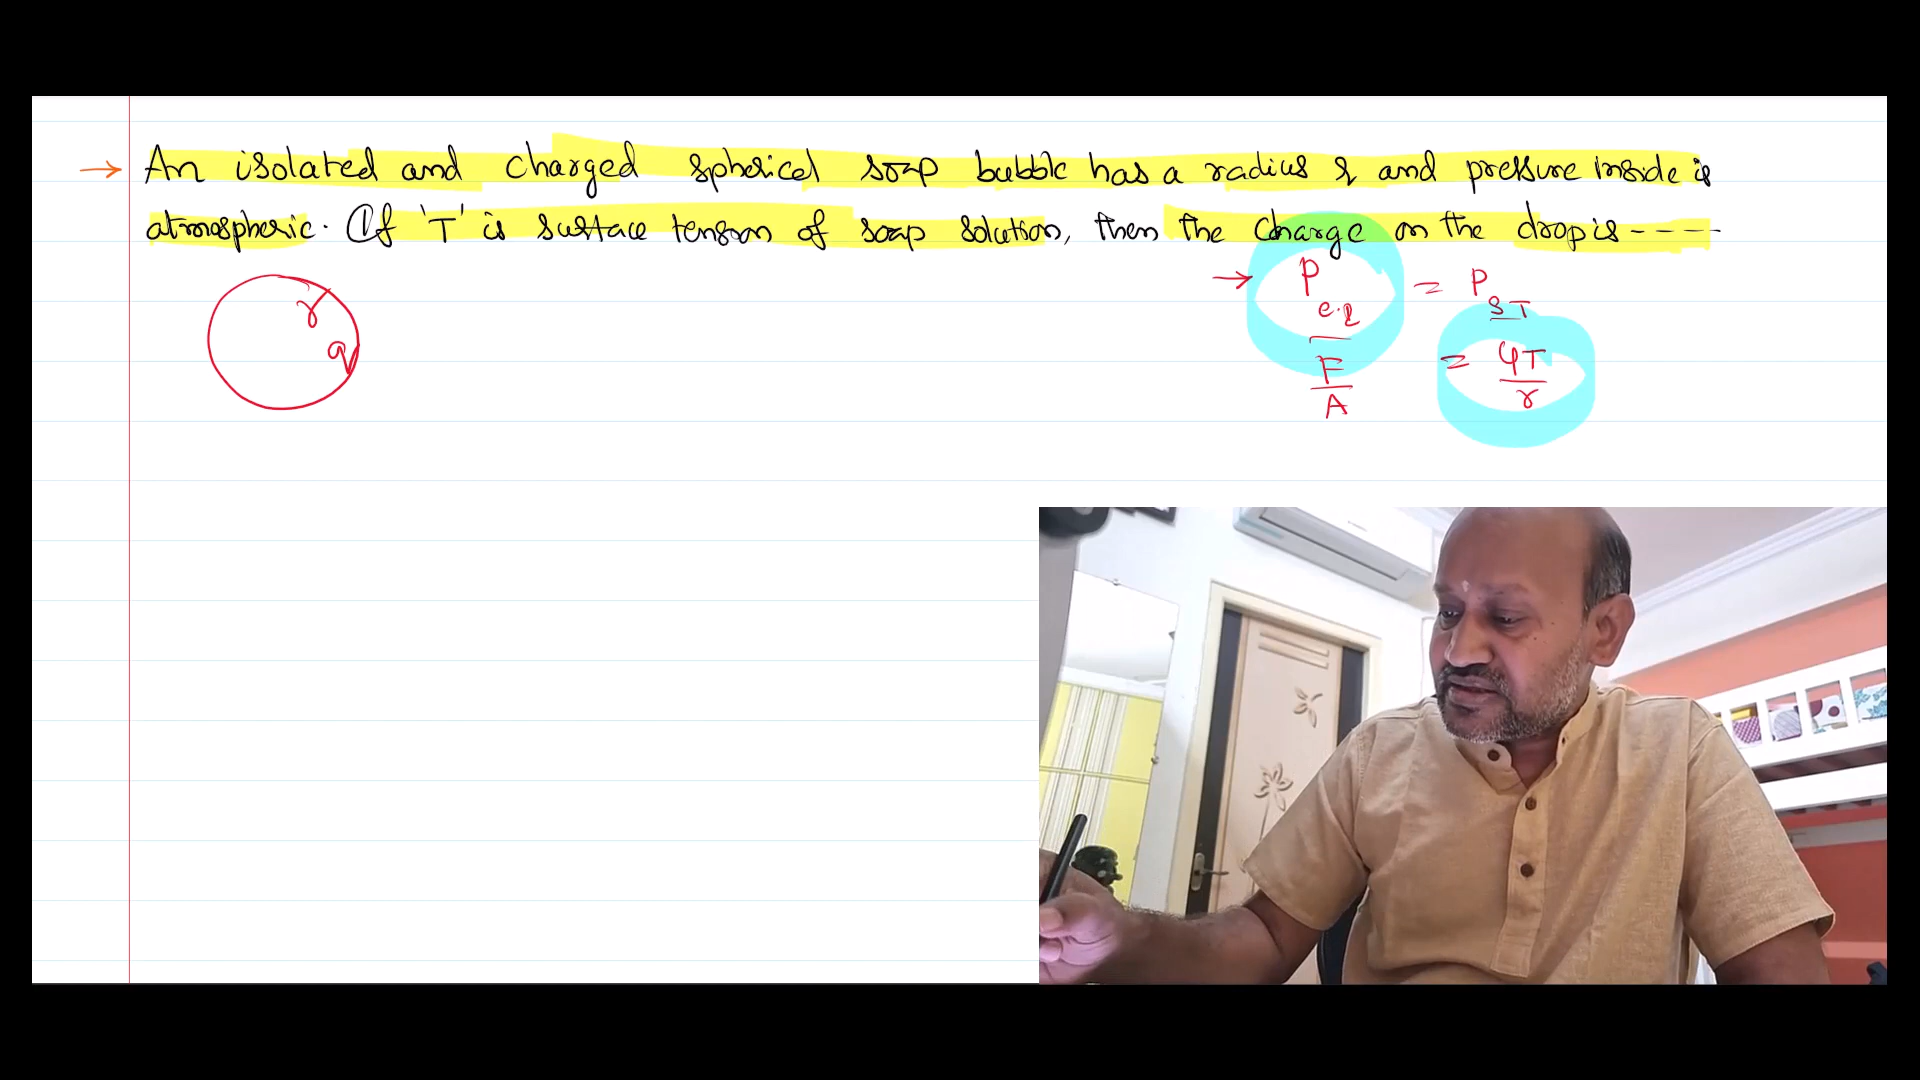 → An isolated and charged spherical soap bubble has a radius r and pressure inside is
atmospheric. If 'T' is surface tension of soap solution, then the charge on the drop is ----
r
q
→ P e.q = P S T
F/A = 4T/r